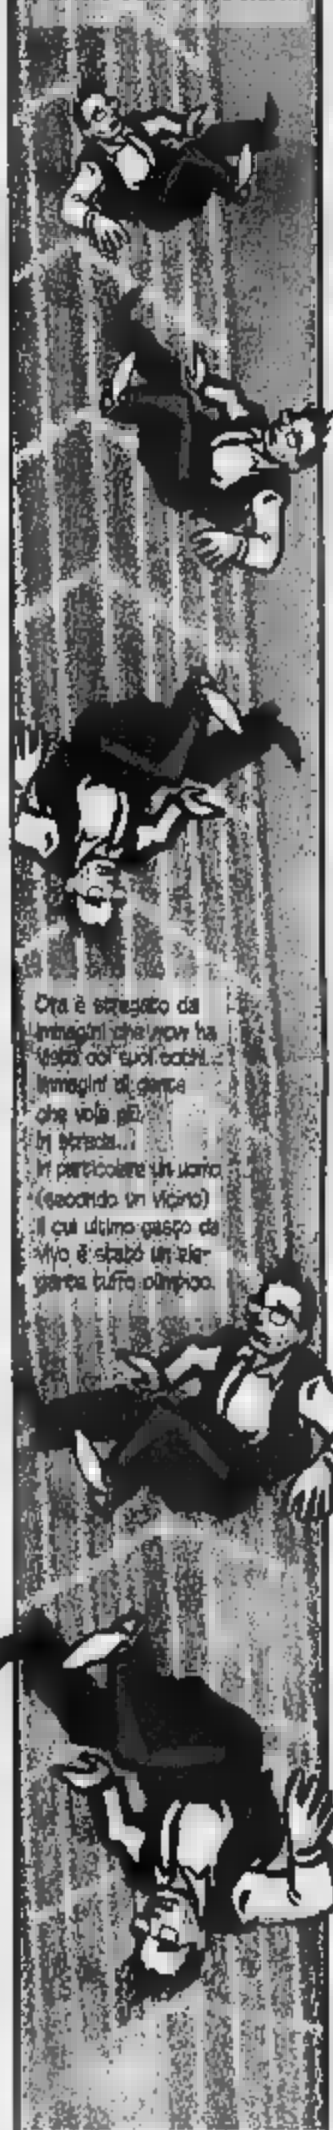 Ora è stregato da
immagini che non ha
visto coi suoi occhi...
immagini di gente
che vola giù
in strada...
in particolare un uomo
(secondo un vicino)
il cui ultimo gesto da
vivo è stato un ele-
gante tuffo olimpico.